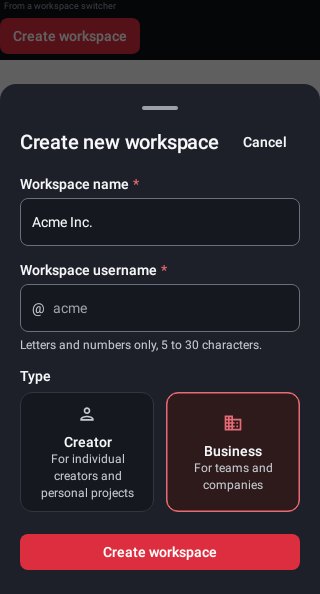 From a workspace switcher
Create workspace
Create new workspace
Cancel
Workspace name *
Acme Inc.
Workspace username *
@ acme
Letters and numbers only, 5 to 30 characters.
Type
Creator
For individual
creators and
personal projects
Business
For teams and
companies
Create workspace